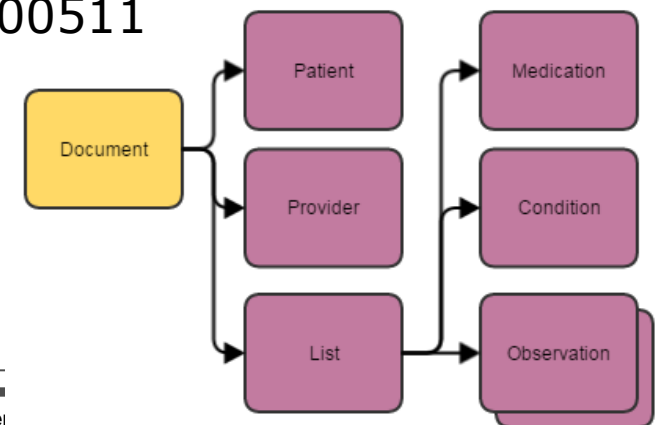 00511
Patient
Medication
Document
Provider
Condition
List
Observation